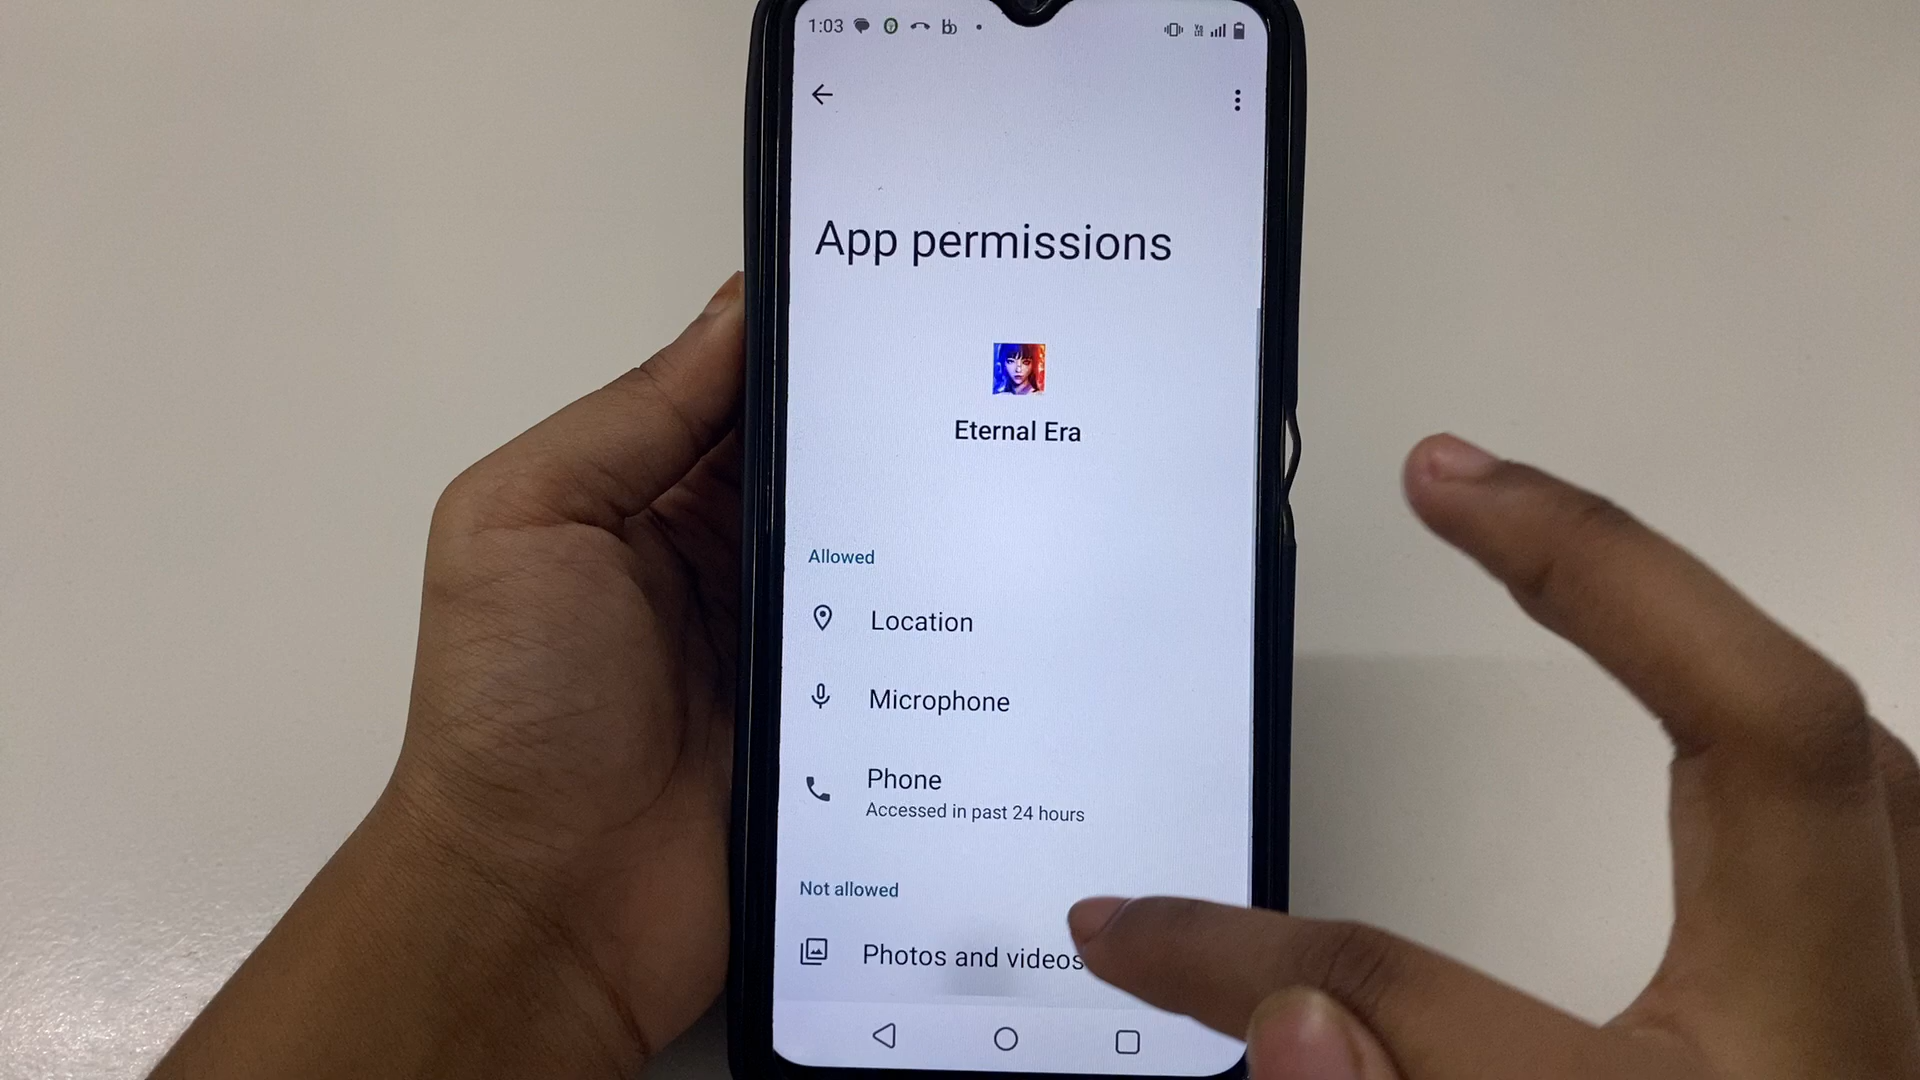 1:03
App permissions
Eternal Era
Allowed
Location
Microphone
Phone
Accessed in past 24 hours
Not allowed
Photos and videos